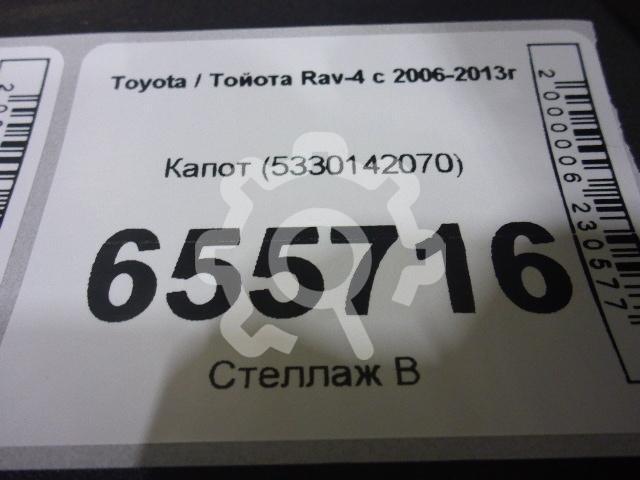 Toyota / Тойота Rav-4 с 2006-2013г
Капот (5330142070)
655716
Стеллаж В
2000006230577